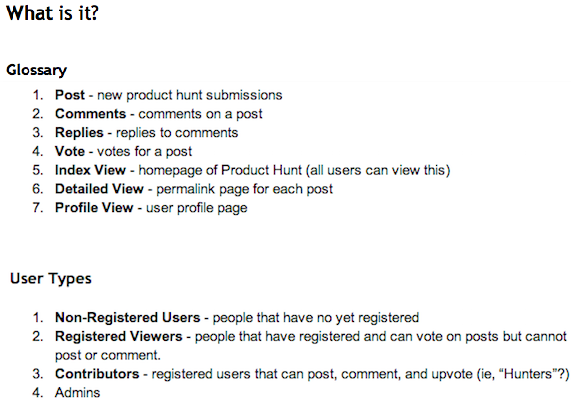 What is it?
Glossary
1. Post - new product hunt submissions
2. Comments - comments on a post
3. Replies - replies to comments
4. Vote - votes for a post
5. Index View - homepage of Product Hunt (all users can view this)
6. Detailed View - permalink page for each post
7. Profile View - user profile page
User Types
1. Non-Registered Users - people that have no yet registered
2. Registered Viewers - people that have registered and can vote on posts but cannot
post or comment.
3. Contributors - registered users that can post, comment, and upvote (ie, “Hunters”?)
4. Admins